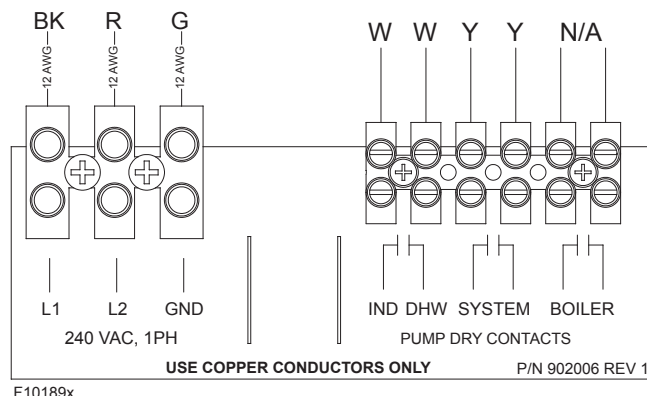 BK R G W W Y Y N/A
12 AWG 12 AWG 12 AWG
L1 L2 GND IND DHW SYSTEM BOILER
240 VAC, 1PH PUMP DRY CONTACTS
USE COPPER CONDUCTORS ONLY P/N 902006 REV 1
F10189x